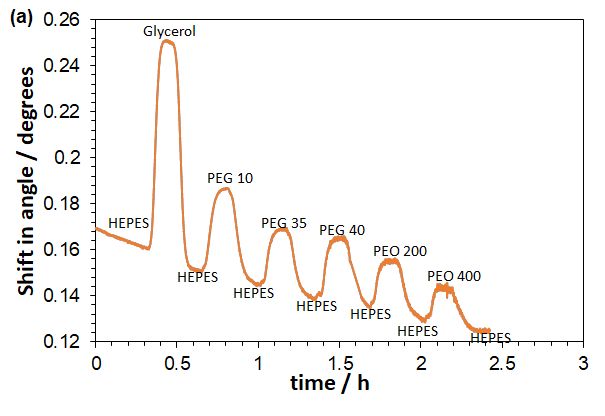 (a)
0.26
0.24
0.22
0.2
0.18
0.16
0.14
0.12
Shift in angle / degrees
Glycerol
PEG 10
PEG 35
PEG 40
PEO 200
PEO 400
HEPES
HEPES
HEPES
HEPES
HEPES
HEPES
HEPES
0
0.5
1
1.5
2
2.5
3
time / h